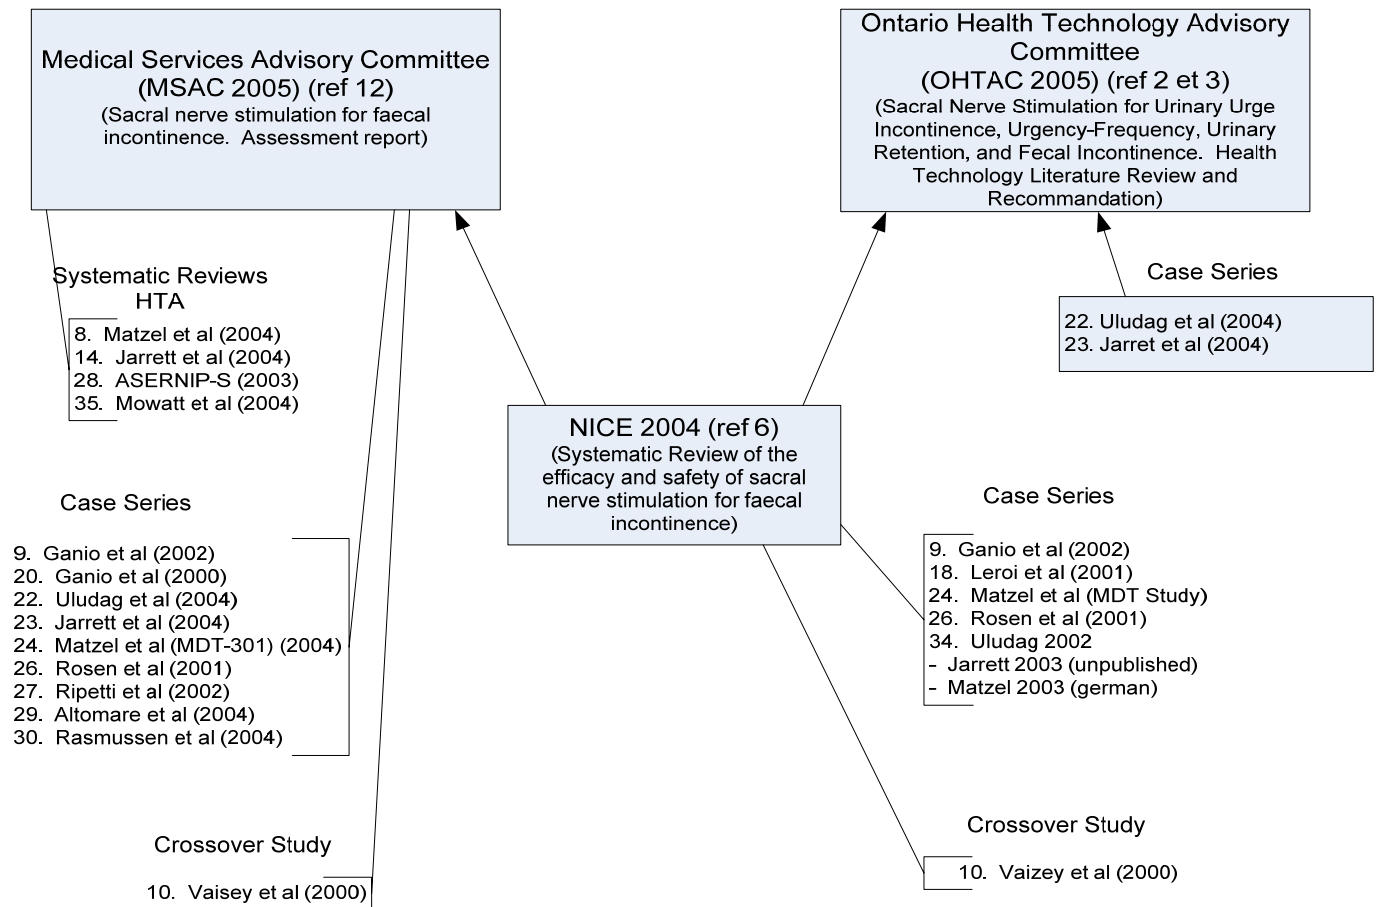 Medical Services Advisory Committee
(MSAC 2005) (ref 12)
(Sacral nerve stimulation for faecal
incontinence.  Assessment report)
Ontario Health Technology Advisory
Committee
(OHTAC 2005) (ref 2 et 3)
(Sacral Nerve Stimulation for Urinary Urge
Incontinence, Urgency-Frequency, Urinary
Retention, and Fecal Incontinence.  Health
Technology Literature Review and
Recommandation)
Systematic Reviews
HTA
8.  Matzel et al (2004)
14.  Jarrett et al (2004)
28.  ASERNIP-S (2003)
35.  Mowatt et al (2004)
Case Series
22. Uludag et al (2004)
23. Jarret et al (2004)
NICE 2004 (ref 6)
(Systematic Review of the
efficacy and safety of sacral
nerve stimulation for faecal
incontinence)
Case Series
9.  Ganio et al (2002)
20.  Ganio et al (2000)
22.  Uludag et al (2004)
23.  Jarrett et al (2004)
24.  Matzel et al (MDT-301) (2004)
26.  Rosen et al (2001)
27.  Ripetti et al (2002)
29.  Altomare et al (2004)
30.  Rasmussen et al (2004)
Case Series
9.  Ganio et al (2002)
18.  Leroi et al (2001)
24.  Matzel et al (MDT Study)
26.  Rosen et al (2001)
34.  Uludag 2002
-  Jarrett 2003 (unpublished)
-  Matzel 2003 (german)
Crossover Study
10.  Vaisey et al (2000)
Crossover Study
10.  Vaizey et al (2000)